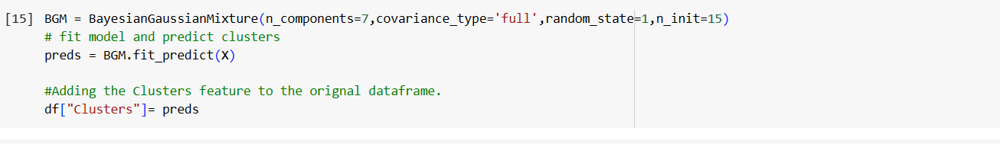 [15] BGM = BayesianGaussianMixture(n_components=7,covariance_type='full',random_state=1,n_init=15)
# fit model and predict clusters
preds = BGM.fit_predict(X)
#Adding the Clusters feature to the orignal dataframe.
df["Clusters"]= preds